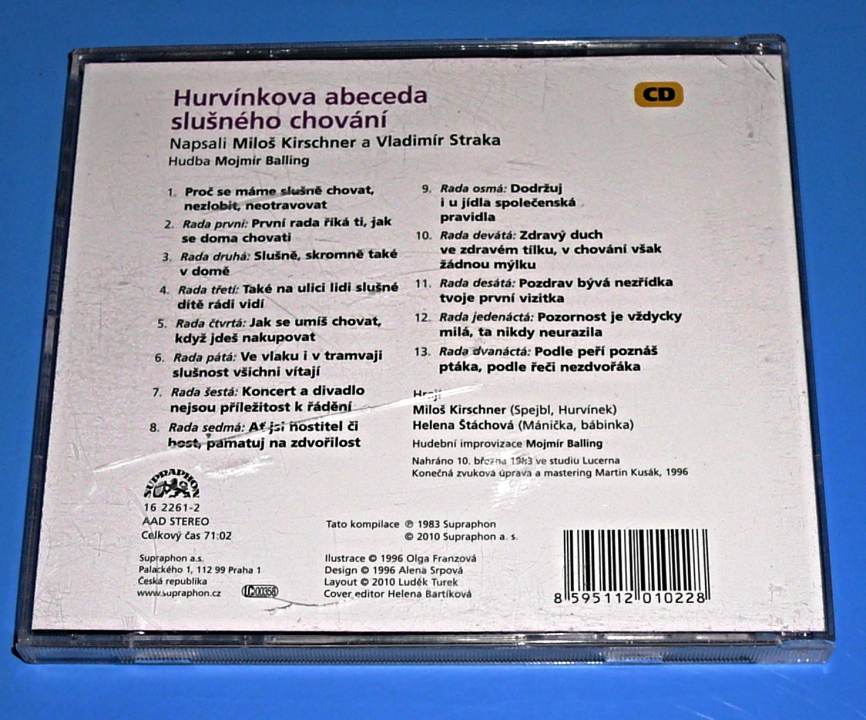 Hurvínkova abeceda
slušného chování
CD
Napsali Miloš Kirschner a Vladimír Straka
Hudba Mojmír Balling
1. Proč se máme slušně chovat,
nezlobit, neotravovat
2. Rada první: První rada říká ti, jak
se doma chovati
3. Rada druhá: Slušně, skromně také
v domě
4. Rada třetí: Také na ulici lidi slušné
dítě rádi vidí
5. Rada čtvrtá: Jak se umíš chovat,
když jdeš nakupovat
6. Rada pátá: Ve vlaku i v tramvaji
slušnost všichni vítají
7. Rada šestá: Koncert a divadlo
nejsou příležitost k řádění
8. Rada sedmá: Ať jsi hostitel či
host, pamatuj na zdvořilost
9. Rada osmá: Dodržuj
i u jídla společenská
pravidla
10. Rada devátá: Zdravý duch
ve zdravém tílku, v chování však
žádnou mýlku
11. Rada desátá: Pozdrav bývá nezřídka
tvoje první vizitka
12. Rada jedenáctá: Pozornost je vždycky
milá, ta nikdy neurazila
13. Rada dvanáctá: Podle peří poznáš
ptáka, podle řeči nezdvořáka
Hrají
Miloš Kirschner (Spejbl, Hurvínek)
Helena Štáchová (Mánička, bábinka)
Hudební improvizace Mojmír Balling
Nahráno 10. března 1983 ve studiu Lucerna
Konečná zvuková úprava a mastering Martin Kusák, 1996
SUPRAPHON
16 2261-2
AAD STEREO
Celkový čas 71:02
Supraphon a.s.
Palackého 1, 112 99 Praha 1
Česká republika
www.supraphon.cz
LC 00358
Tato kompilace ℗ 1983 Supraphon
© 2010 Supraphon a. s.
Ilustrace © 1996 Olga Franzová
Design © 1996 Alena Srpová
Layout © 2010 Luděk Turek
Cover editor Helena Bartíková
8 595112 010228